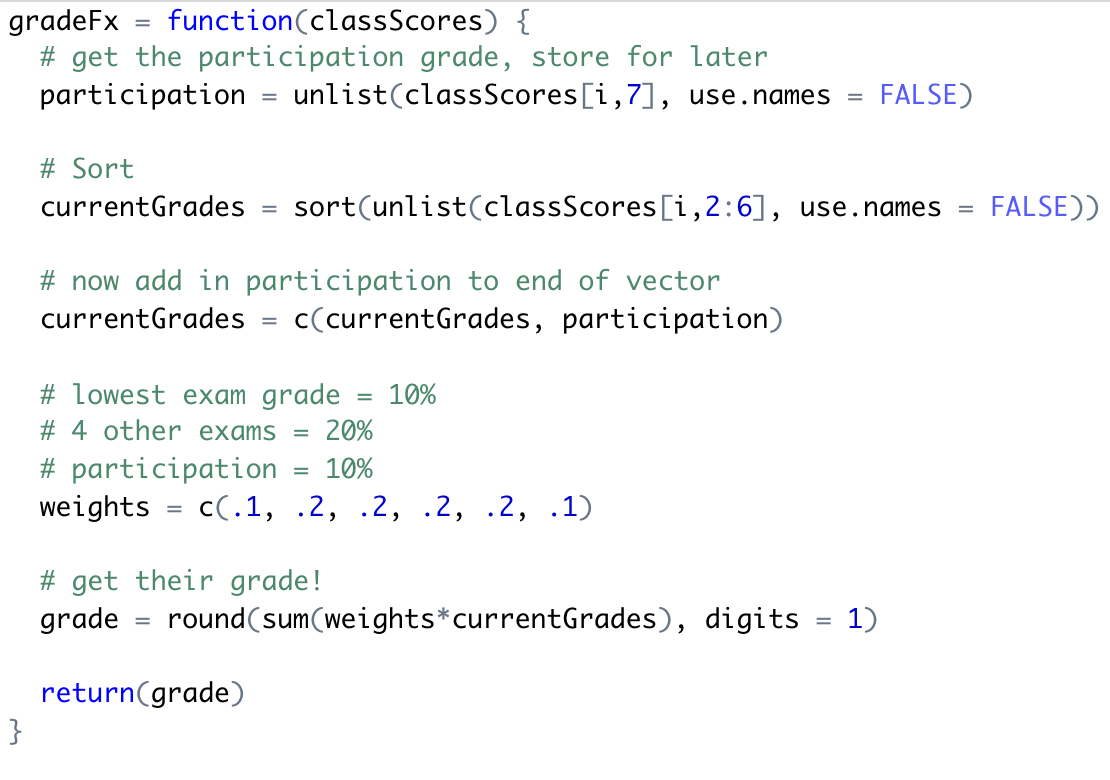 gradeFx = function(classScores) {
  # get the participation grade, store for later
  participation = unlist(classScores[i,7], use.names = FALSE)
  # Sort
  currentGrades = sort(unlist(classScores[i,2:6], use.names = FALSE))
  # now add in participation to end of vector
  currentGrades = c(currentGrades, participation)
  # lowest exam grade = 10%
  # 4 other exams = 20%
  # participation = 10%
  weights = c(.1, .2, .2, .2, .2, .1)
  # get their grade!
  grade = round(sum(weights*currentGrades), digits = 1)
  return(grade)
}